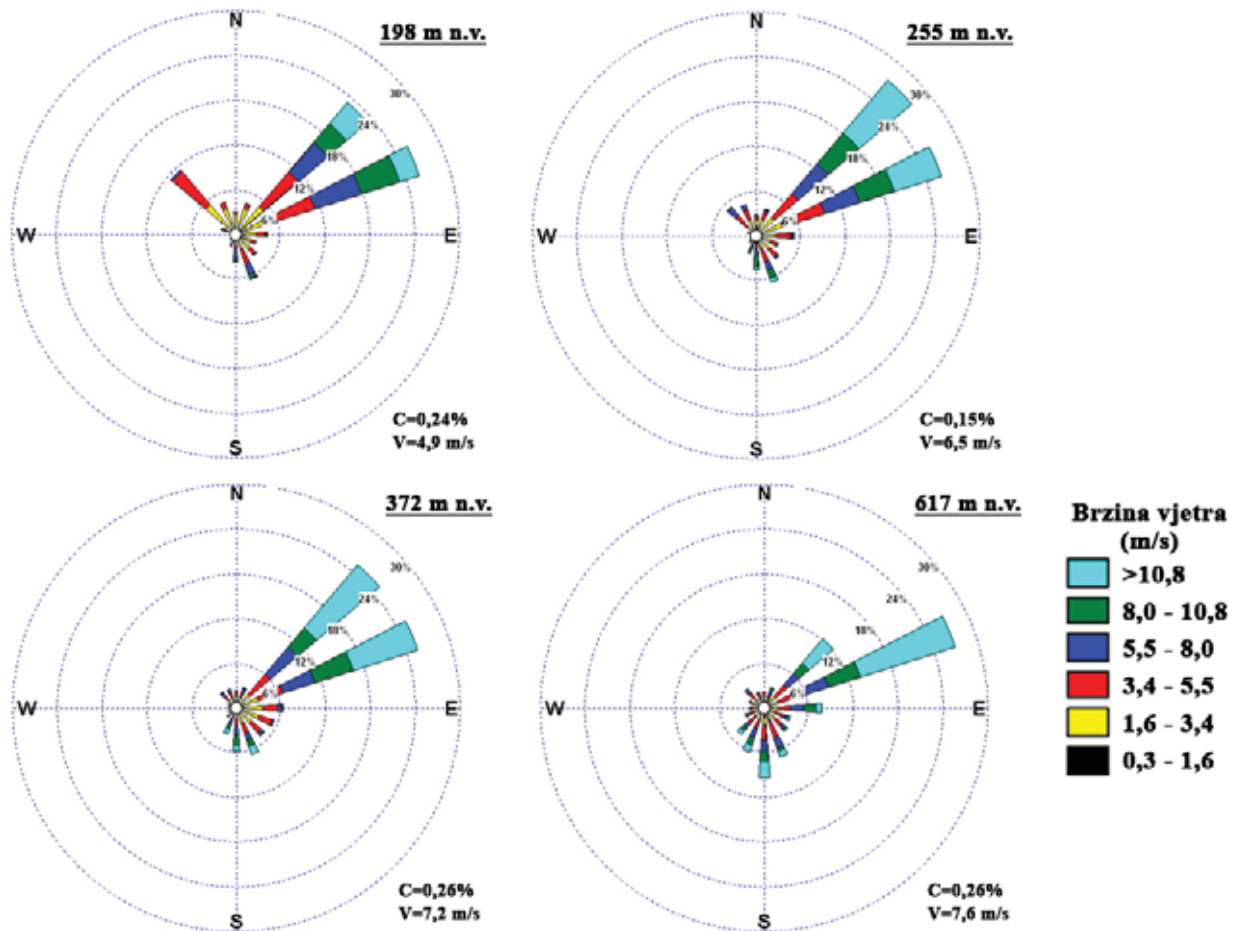 N
198 m n.v.
30%
24%
18%
12%
6%
W
E
S
C=0,24%
V=4,9 m/s
N
255 m n.v.
30%
24%
18%
12%
6%
W
E
S
C=0,15%
V=6,5 m/s
N
372 m n.v.
30%
24%
18%
12%
6%
W
E
S
C=0,26%
V=7,2 m/s
N
617 m n.v.
30%
24%
18%
12%
6%
W
E
S
C=0,26%
V=7,6 m/s
Brzina vjetra
(m/s)
>10,8
8,0 - 10,8
5,5 - 8,0
3,4 - 5,5
1,6 - 3,4
0,3 - 1,6